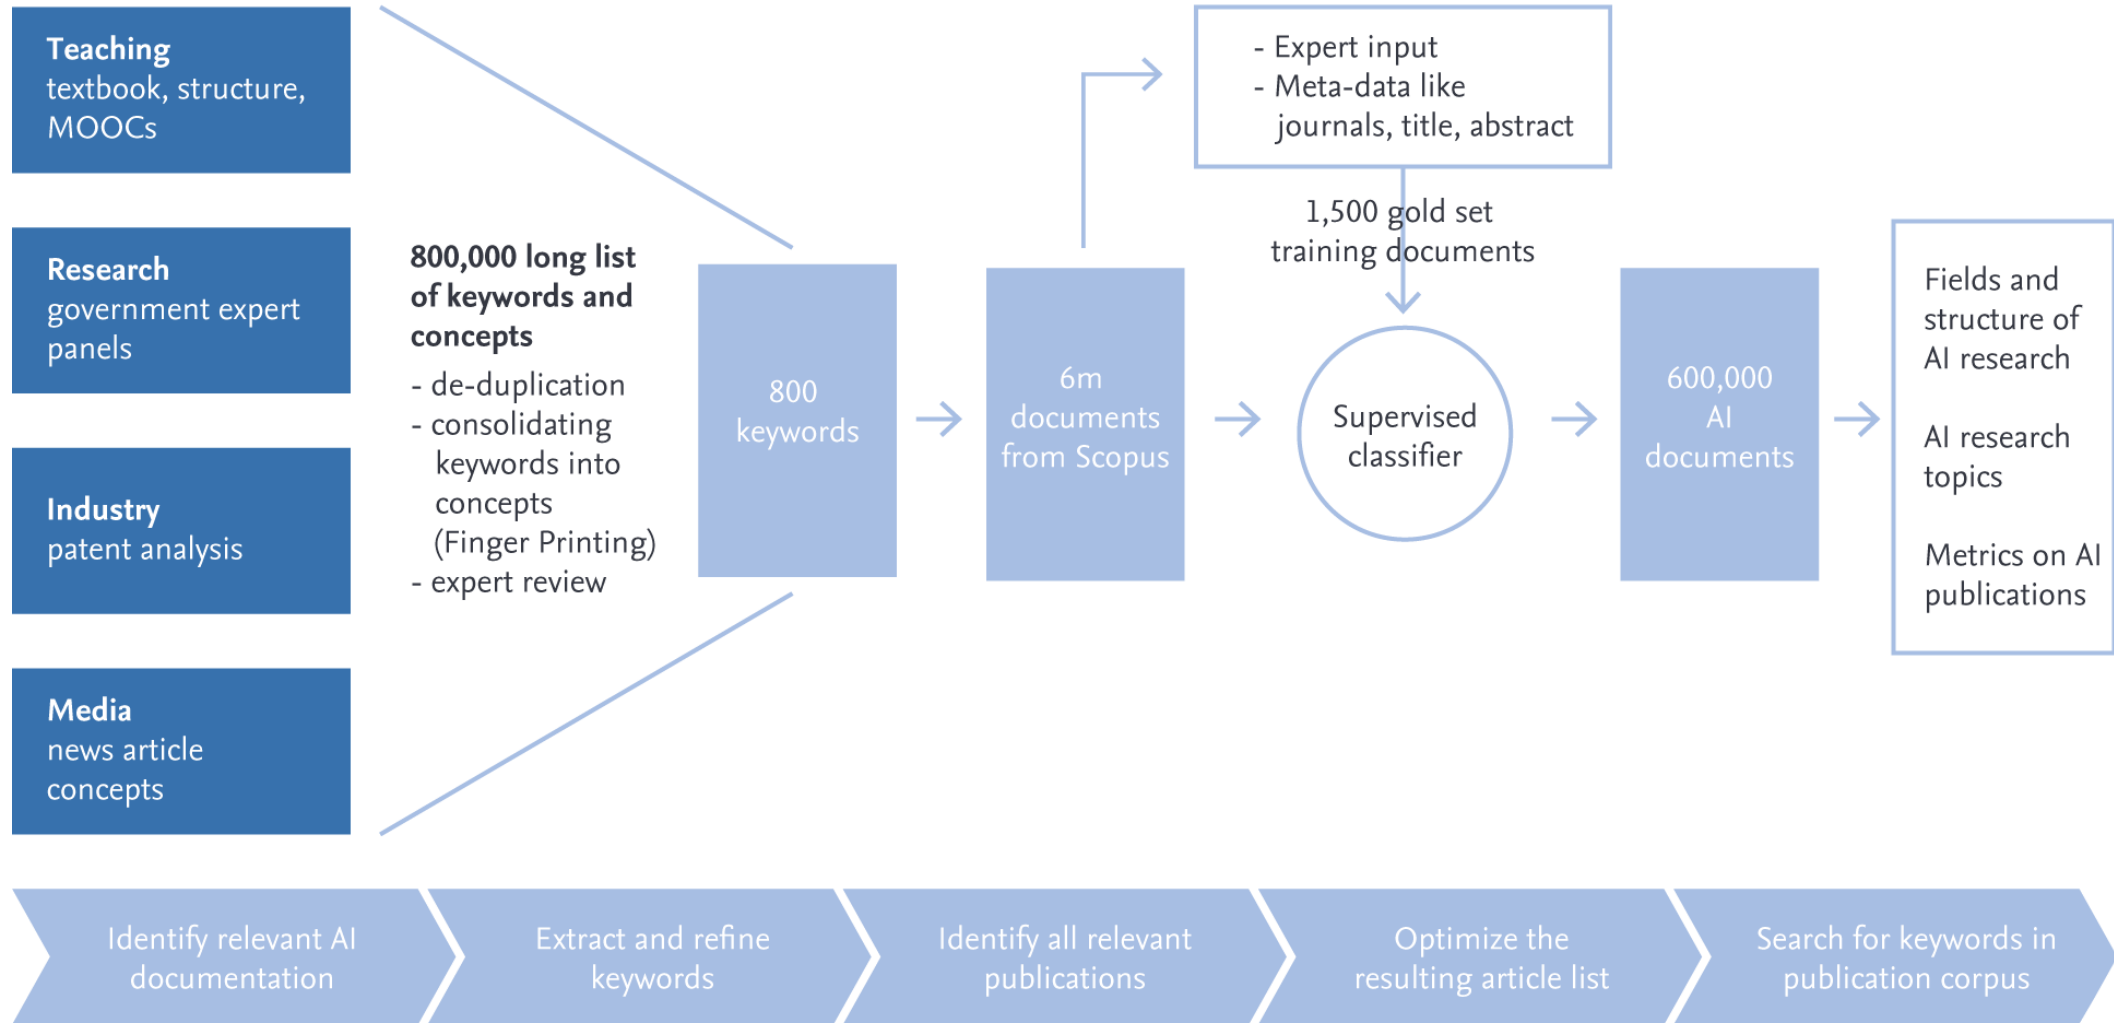 Teaching
textbook, structure,
MOOCs
Research
government expert
panels
Industry
patent analysis
Media
news article
concepts
800,000 long list
of keywords and
concepts
- de-duplication
- consolidating
keywords into
concepts
(Finger Printing)
- expert review
800
keywords
6m
documents
from Scopus
- Expert input
- Meta-data like
journals, title, abstract
1,500 gold set
training documents
Supervised
classifier
600,000
AI
documents
Fields and
structure of
AI research
AI research
topics
Metrics on AI
publications
Identify relevant AI
documentation
Extract and refine
keywords
Identify all relevant
publications
Optimize the
resulting article list
Search for keywords in
publication corpus